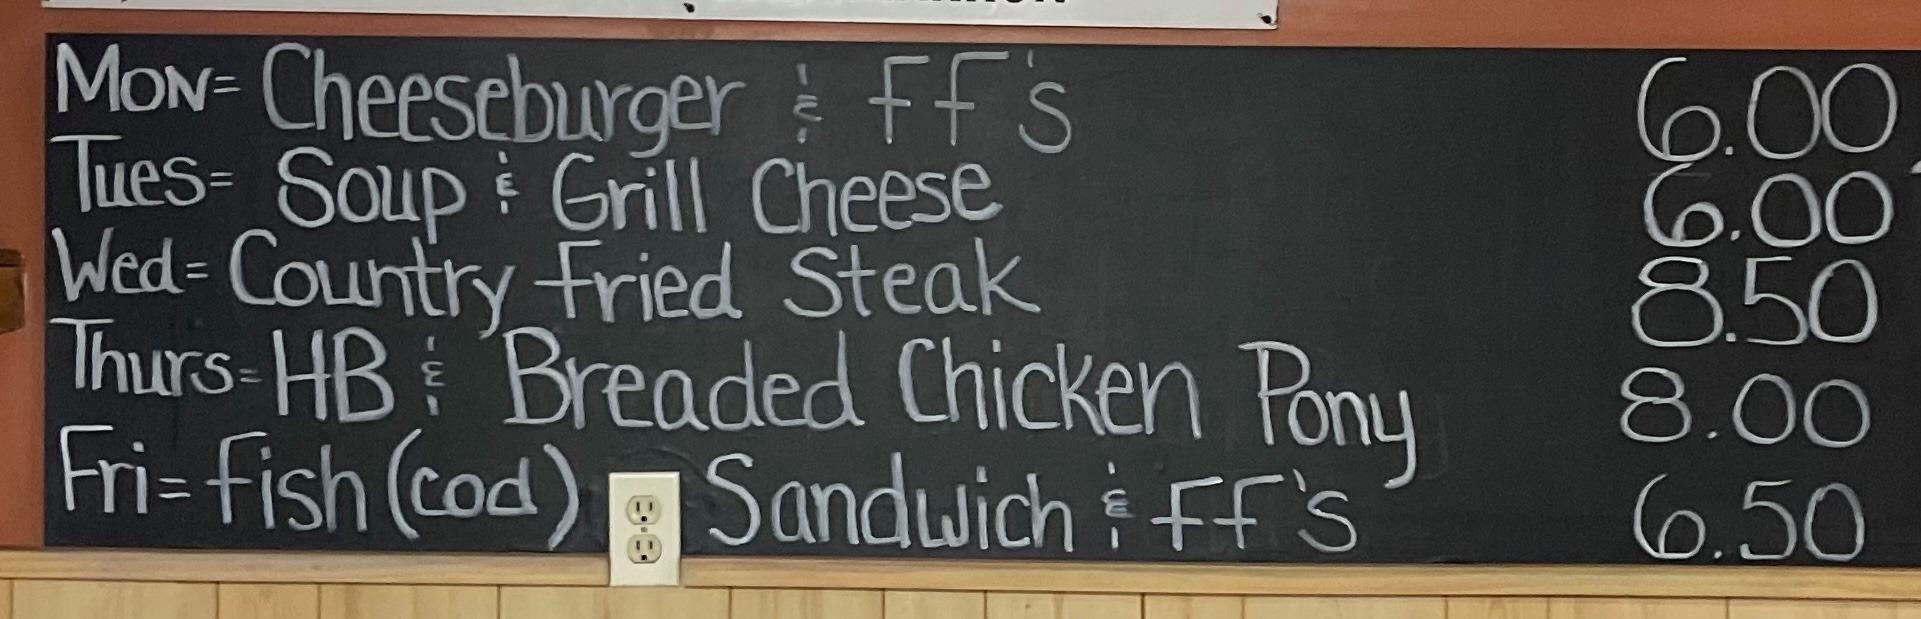 Mon= Cheeseburger & ff's 6.00
Tues= Soup & Grill Cheese 6.00
Wed= Country fried Steak 8.50
Thurs= HB & Breaded Chicken Pony 8.00
Fri= fish (cod) Sandwich & ff's 6.50